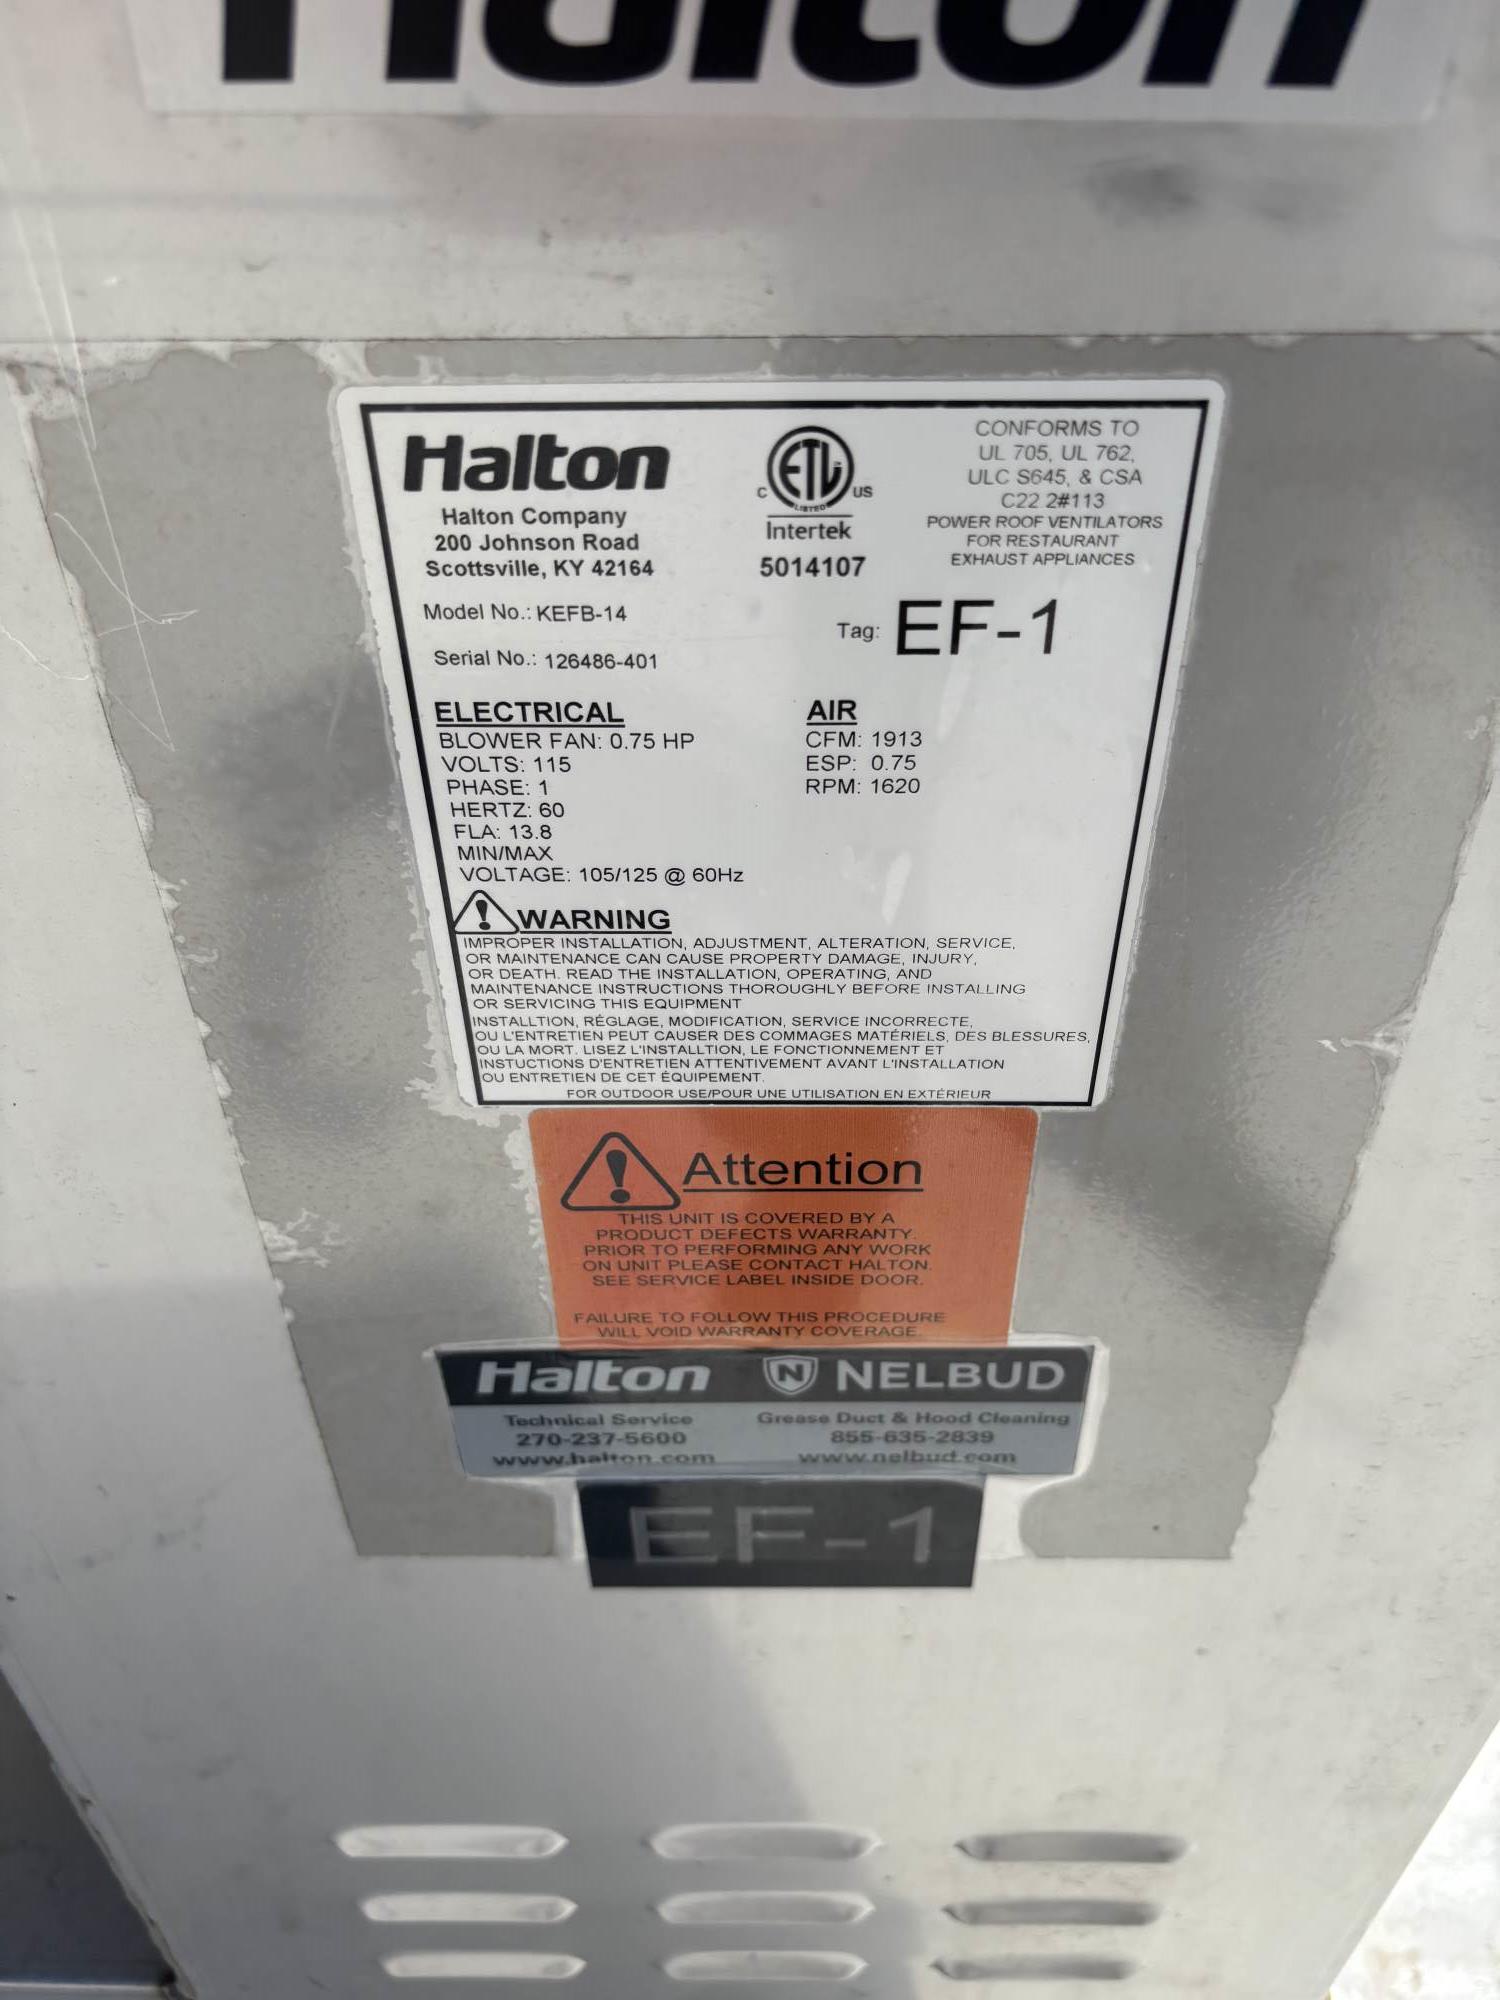 Halton
Halton
Halton Company
200 Johnson Road
Scottsville, KY 42164
C ETL US
LISTED
Intertek
5014107
CONFORMS TO
UL 705, UL 762,
ULC S645, & CSA
C22 2#113
POWER ROOF VENTILATORS
FOR RESTAURANT
EXHAUST APPLIANCES
Model No.: KEFB-14
Tag: EF-1
Serial No.: 126486-401
ELECTRICAL
BLOWER FAN: 0.75 HP
VOLTS: 115
PHASE: 1
HERTZ: 60
FLA: 13.8
MIN/MAX
VOLTAGE: 105/125 @ 60Hz
AIR
CFM: 1913
ESP: 0.75
RPM: 1620
WARNING
IMPROPER INSTALLATION, ADJUSTMENT, ALTERATION, SERVICE,
OR MAINTENANCE CAN CAUSE PROPERTY DAMAGE, INJURY,
OR DEATH. READ THE INSTALLATION, OPERATING, AND
MAINTENANCE INSTRUCTIONS THOROUGHLY BEFORE INSTALLING
OR SERVICING THIS EQUIPMENT
INSTALLTION, RÉGLAGE, MODIFICATION, SERVICE INCORRECTE,
OU L'ENTRETIEN PEUT CAUSER DES COMMAGES MATÉRIELS, DES BLESSURES,
OU LA MORT. LISEZ L'INSTALLTION, LE FONCTIONNEMENT ET
INSTUCTIONS D'ENTRETIEN ATTENTIVEMENT AVANT L'INSTALLATION
OU ENTRETIEN DE CET ÉQUIPEMENT.
FOR OUTDOOR USE/POUR UNE UTILISATION EN EXTÉRIEUR
Attention
THIS UNIT IS COVERED BY A
PRODUCT DEFECTS WARRANTY.
PRIOR TO PERFORMING ANY WORK
ON UNIT PLEASE CONTACT HALTON.
SEE SERVICE LABEL INSIDE DOOR.
FAILURE TO FOLLOW THIS PROCEDURE
WILL VOID WARRANTY COVERAGE.
Halton
Technical Service
270-237-5600
www.halton.com
N NELBUD
Grease Duct & Hood Cleaning
855-635-2839
www.nelbud.com
EF-1